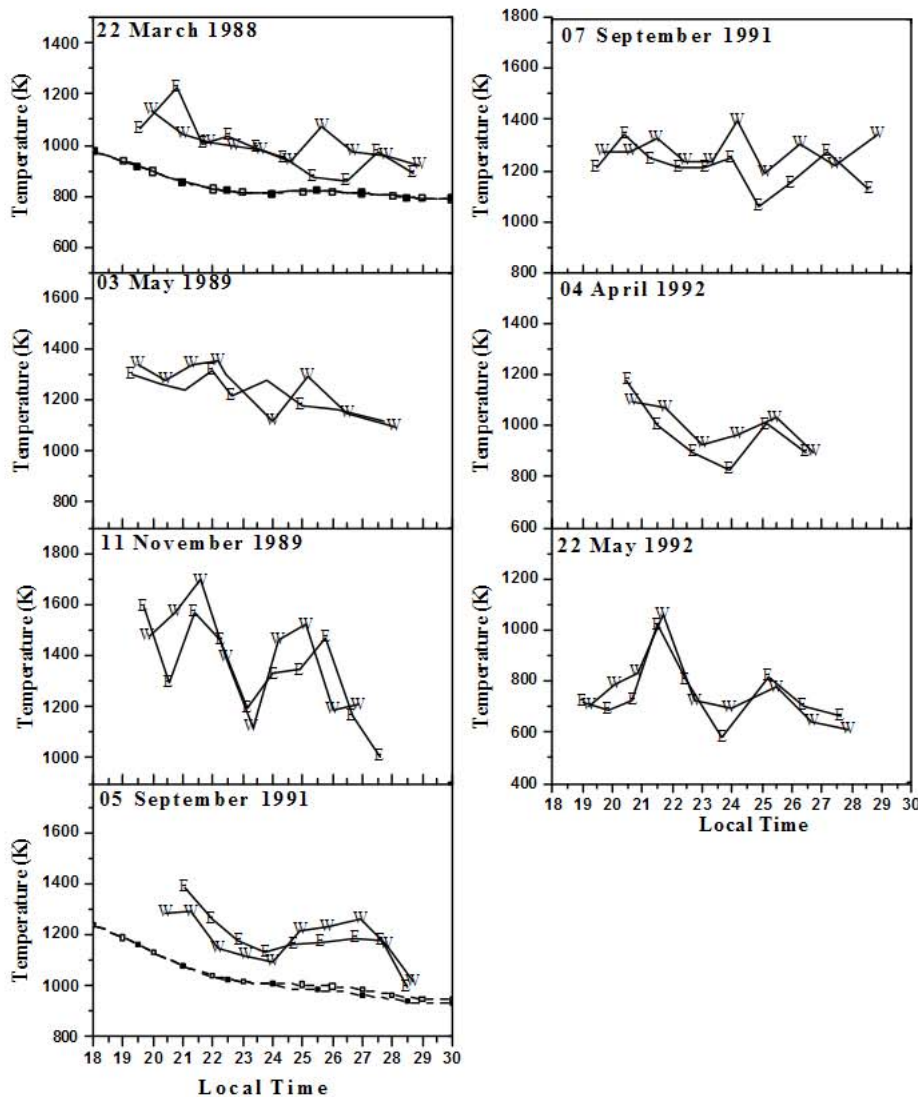 22 March 1988
1400
1200
1000
800
600
Temperature (K)
03 May 1989
1600
1400
1200
1000
800
Temperature (K)
11 November 1989
1800
1600
1400
1200
1000
Temperature (K)
05 September 1991
1600
1400
1200
1000
800
Temperature (K)
18 19 20 21 22 23 24 25 26 27 28 29 30
Local Time
07 September 1991
1800
1600
1400
1200
1000
800
Temperature (K)
04 April 1992
1400
1200
1000
800
600
Temperature (K)
22 May 1992
1200
1000
800
600
400
Temperature (K)
18 19 20 21 22 23 24 25 26 27 28 29 30
Local Time